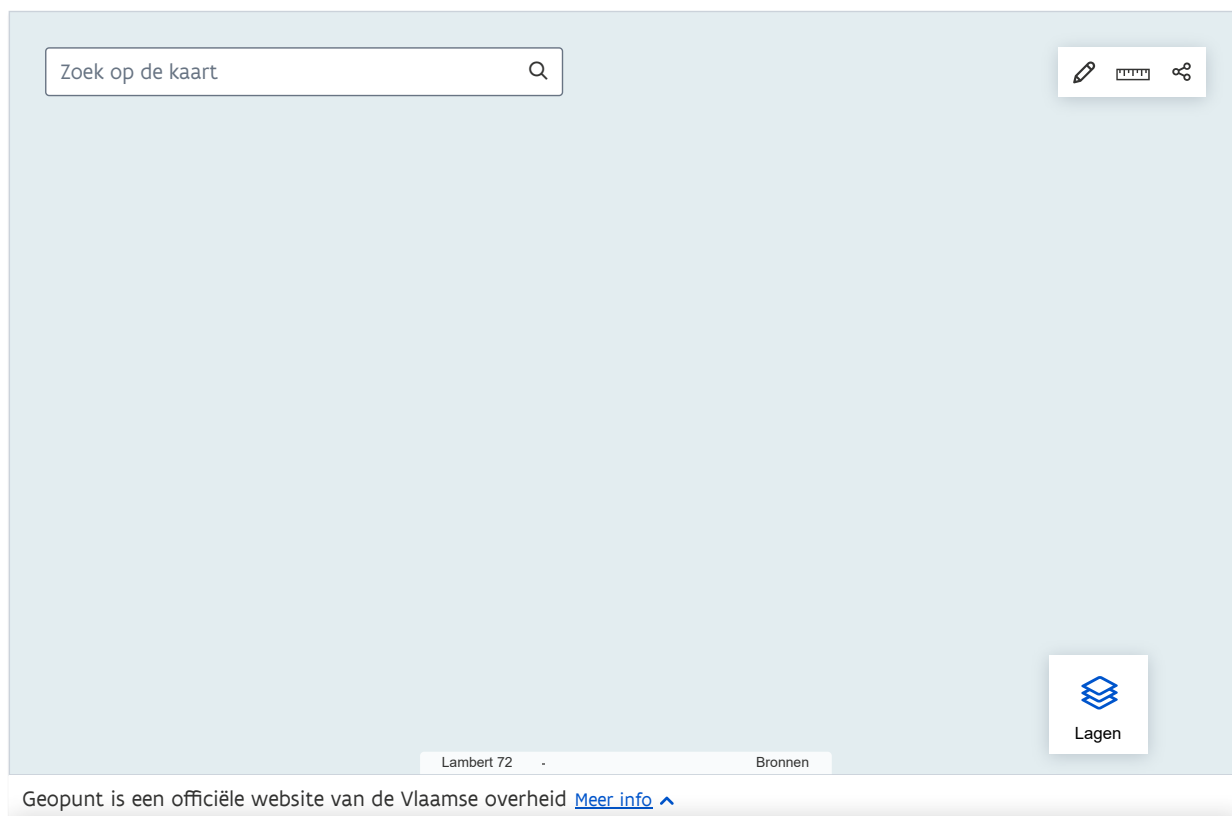 Zoek op de kaart
Lagen
Lambert 72 - Bronnen
Geopunt is een officiële website van de Vlaamse overheid Meer info